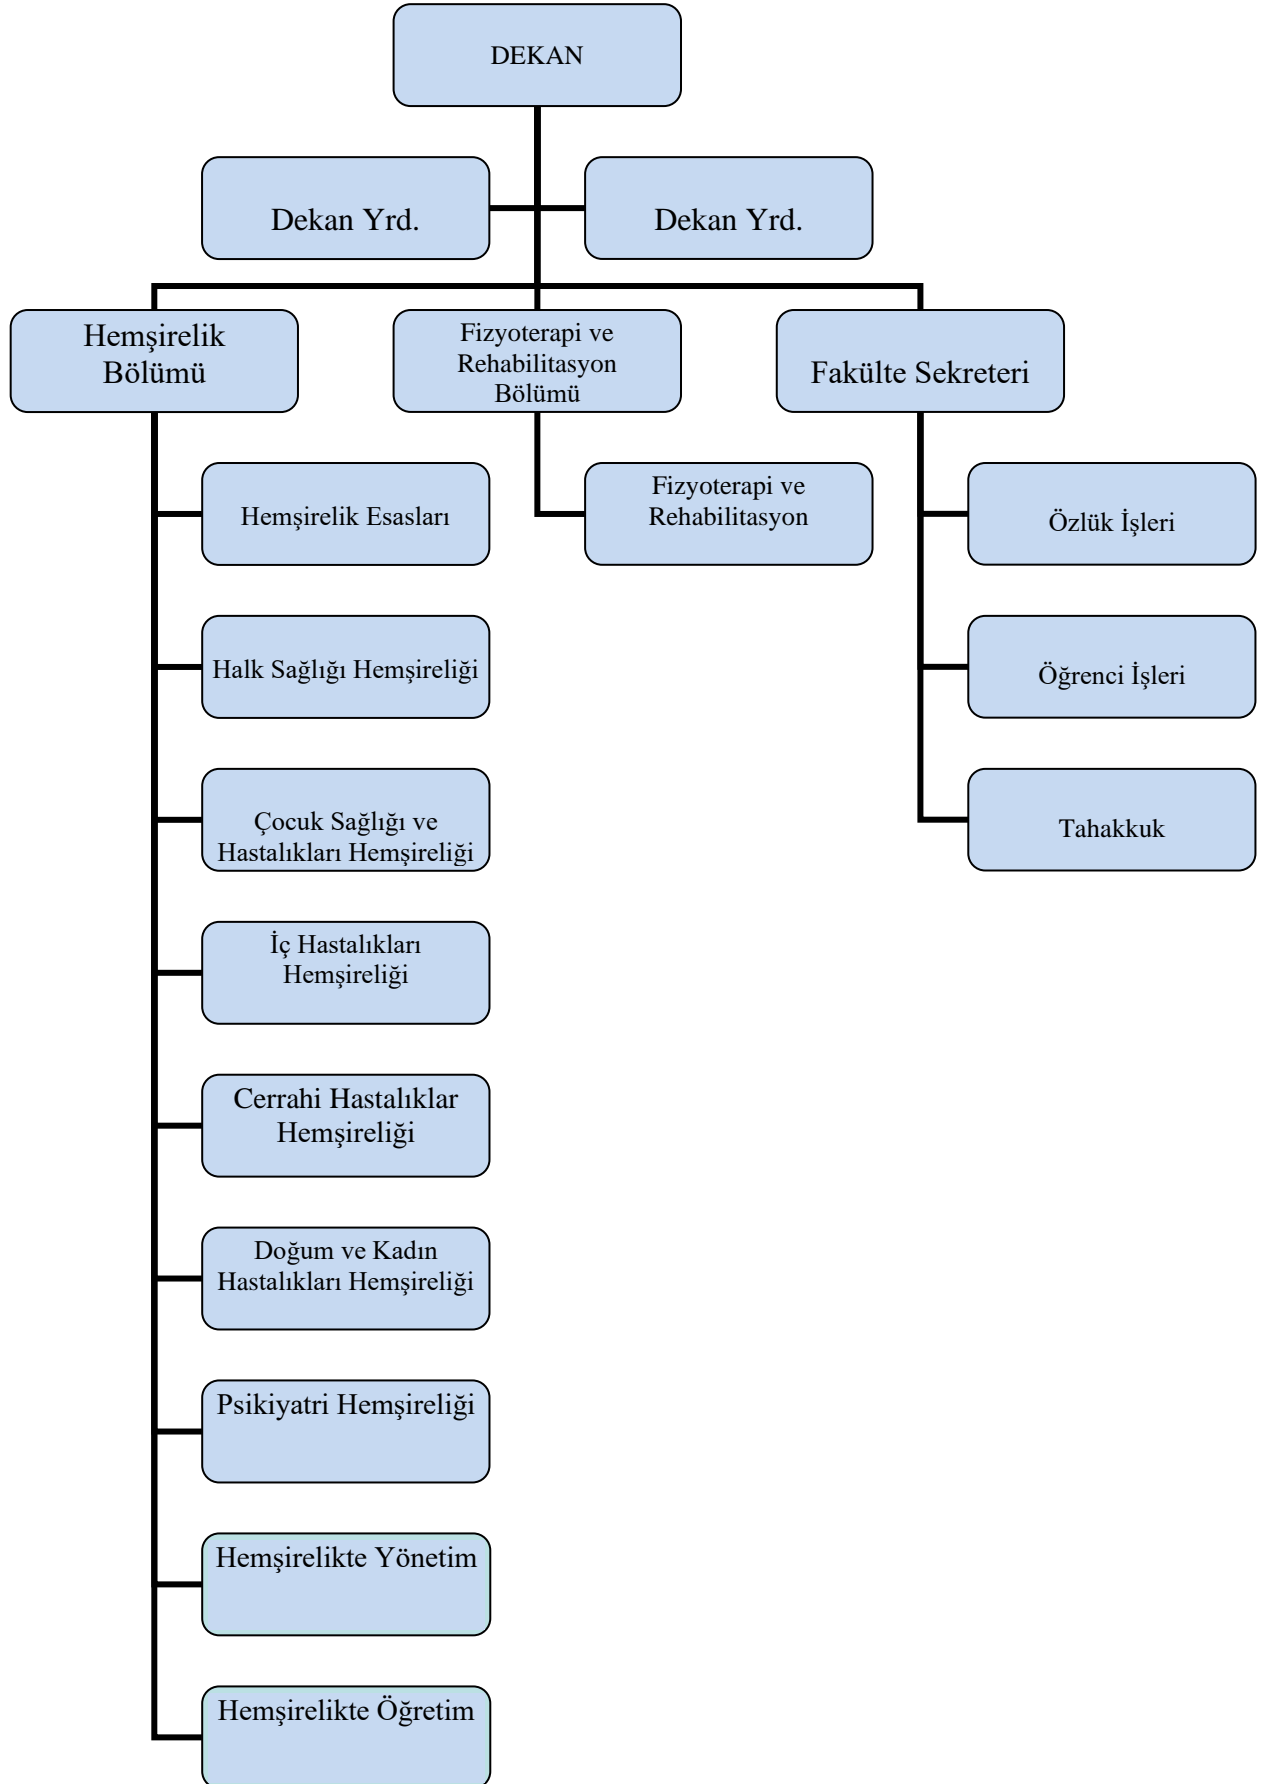 DEKAN
Dekan Yrd.
Dekan Yrd.
Hemşirelik
Bölümü
Fizyoterapi ve
Rehabilitasyon
Bölümü
Fakülte Sekreteri
Hemşirelik Esasları
Fizyoterapi ve
Rehabilitasyon
Özlük İşleri
Halk Sağlığı Hemşireliği
Öğrenci İşleri
Çocuk Sağlığı ve
Hastalıkları Hemşireliği
Tahakkuk
İç Hastalıkları
Hemşireliği
Cerrahi Hastalıklar
Hemşireliği
Doğum ve Kadın
Hastalıkları Hemşireliği
Psikiyatri Hemşireliği
Hemşirelikte Yönetim
Hemşirelikte Öğretim